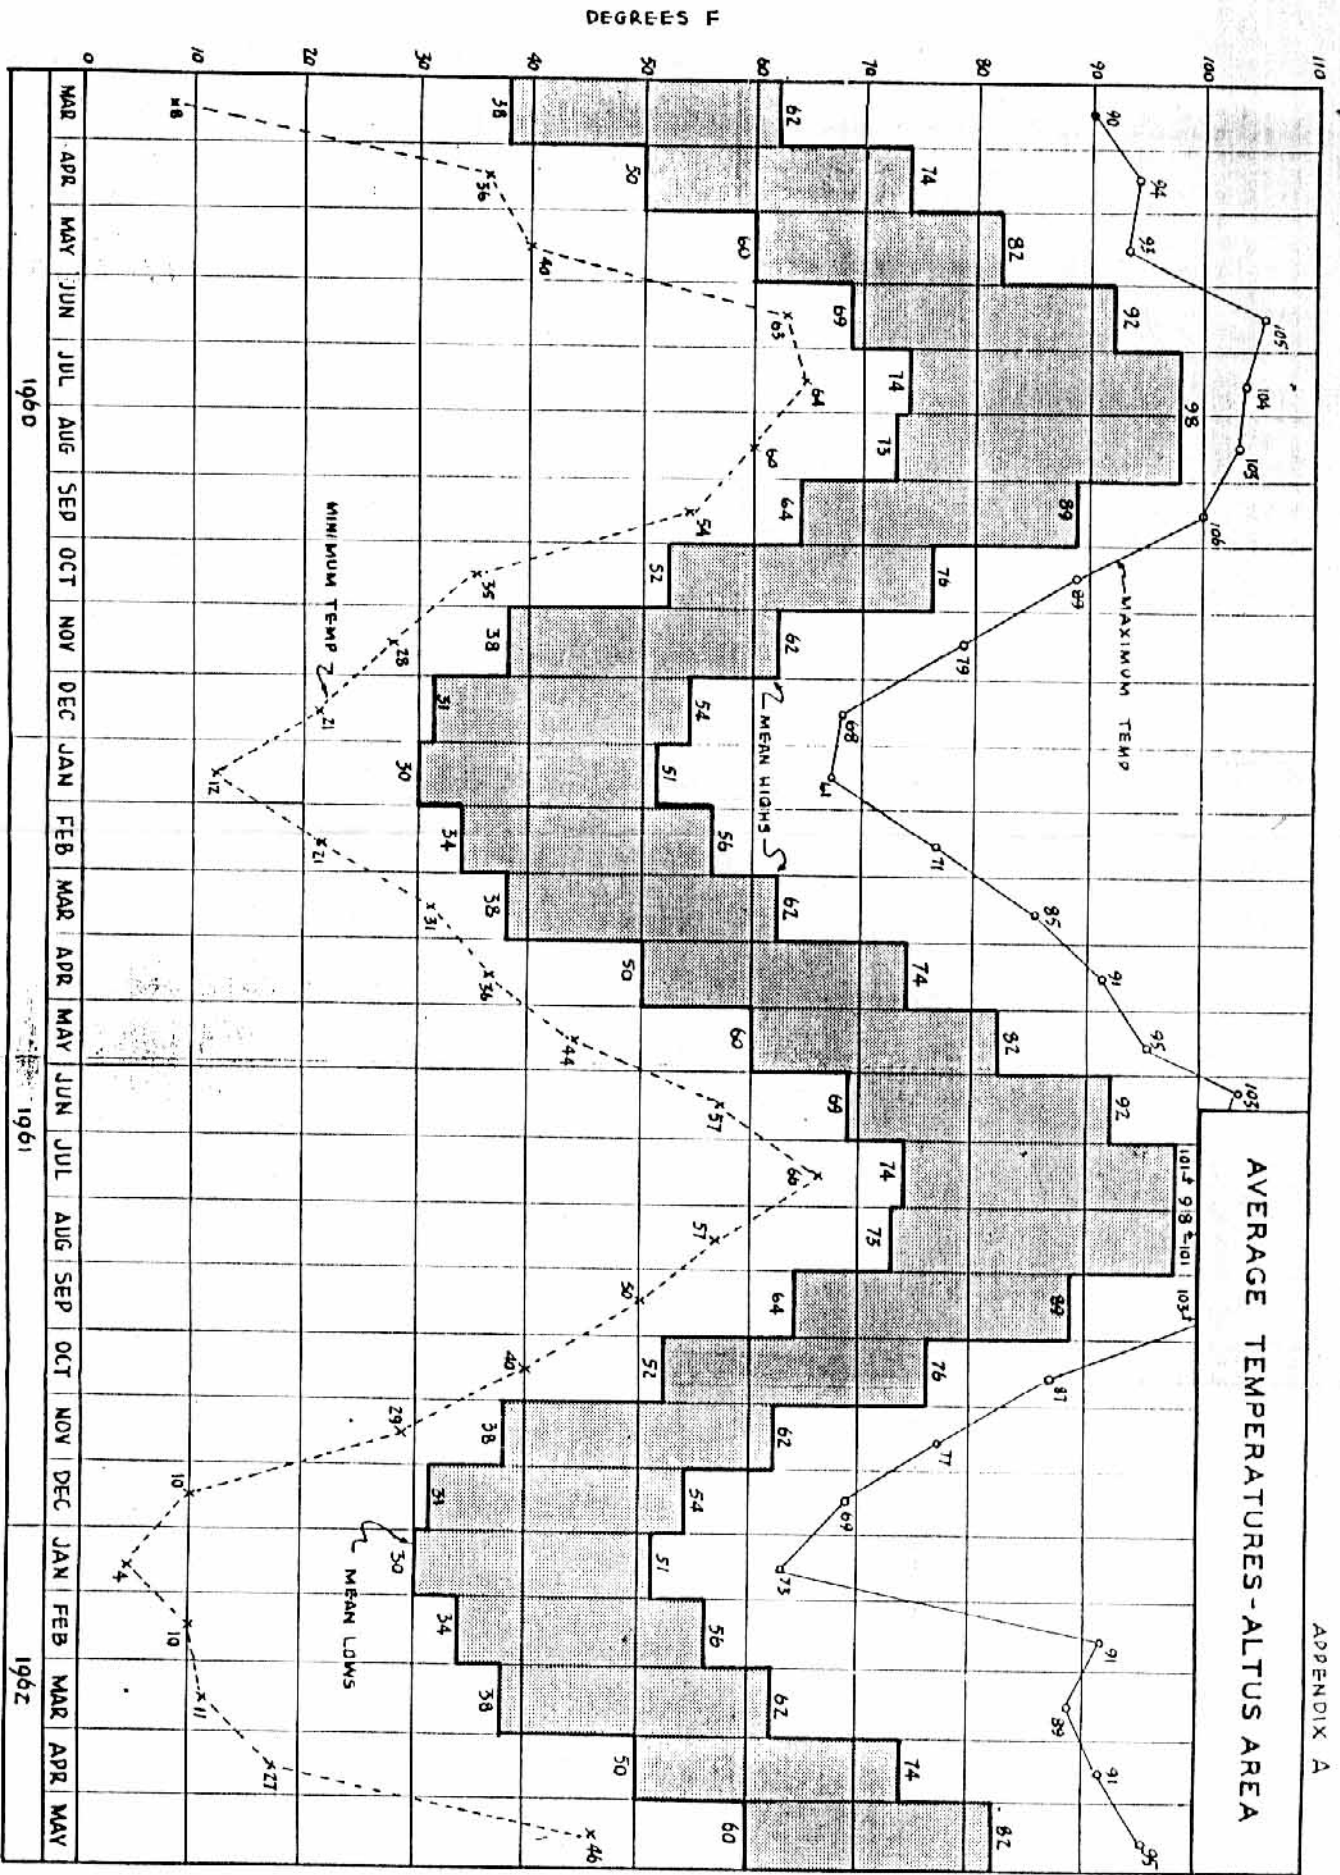 APPENDIX A
AVERAGE TEMPERATURES - ALTUS AREA
DEGREES F
110
100
90
80
70
60
50
40
30
20
10
0
90 94 93 105 104 103 106 89 79 68 61 71 85 91 95 103 101 101 103 87 77 69 73 91 89 91 95
MAXIMUM TEMP
62 74 82 92 98 89 76 62 54 51 56 62 74 82 92 98 89 76 62 54 51 56 62 74 82
MEAN HIGHS
38 50 60 69 74 73 64 52 38 31 30 34 38 50 60 69 74 73 64 52 38 31 30 34 38 50 60
MEAN LOWS
8 36 40 63 64 60 54 35 28 21 12 21 31 36 44 57 66 57 50 40 29 10 4 10 11 27 46
MINIMUM TEMP
MAR APR MAY JUN JUL AUG SEP OCT NOV DEC JAN FEB MAR APR MAY JUN JUL AUG SEP OCT NOV DEC JAN FEB MAR APR MAY
1960 1961 1962